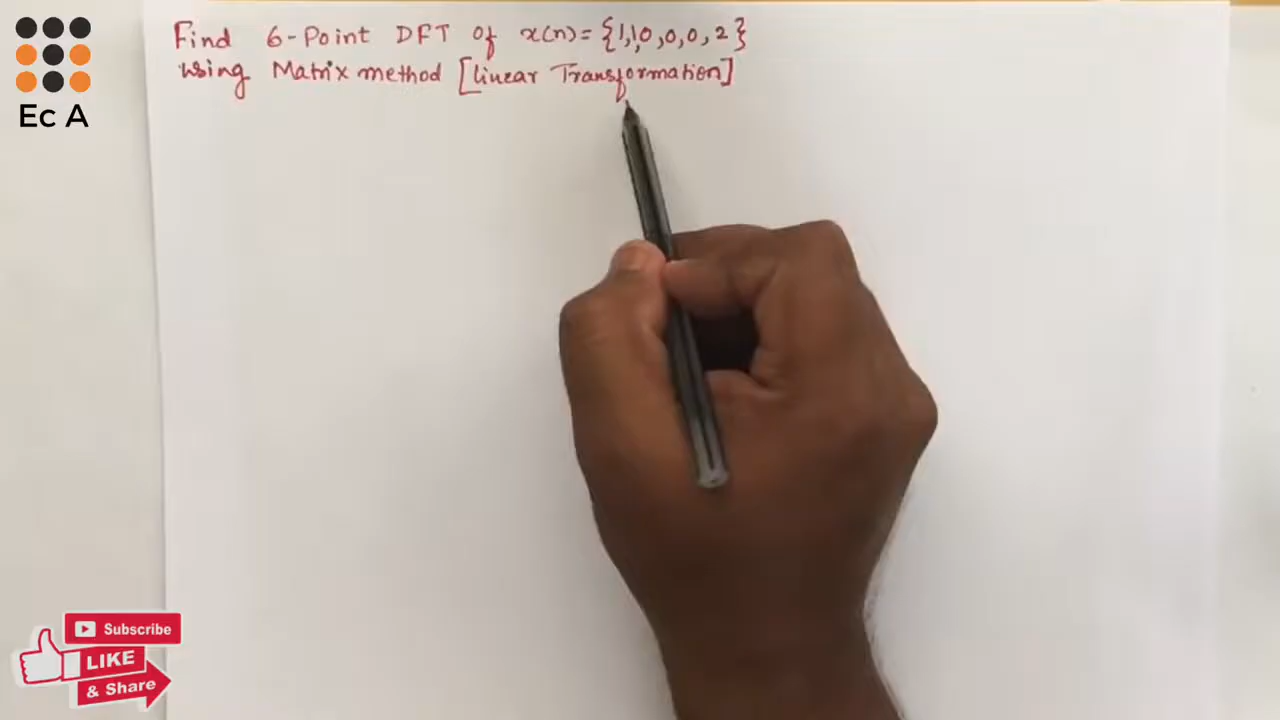 Find 6-Point DFT of x(n)= {1,1,0,0,0,2}
using Matrix method [linear Transformation]
Ec A
Subscribe
LIKE
& Share